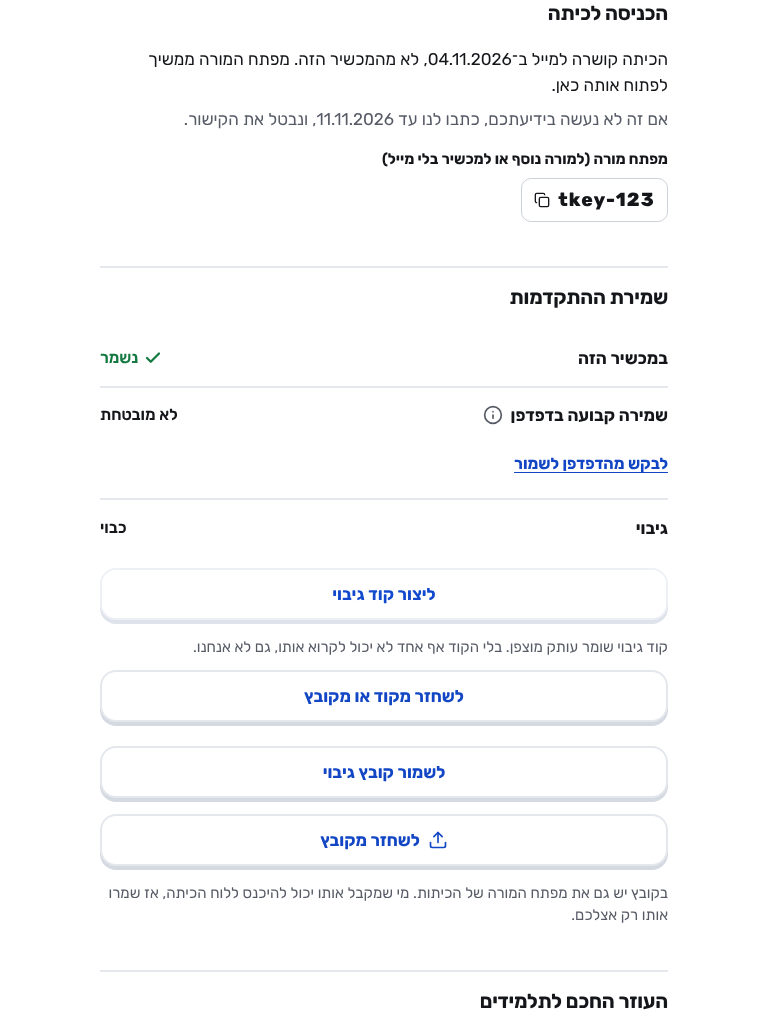 הכניסה לכיתה
הכיתה קושרה למייל ב־04.11.2026, לא מהמכשיר הזה. מפתח המורה ממשיך
לפתוח אותה כאן.
אם זה לא נעשה בידיעתכם, כתבו לנו עד 11.11.2026, ונבטל את הקישור.
מפתח מורה (למורה נוסף או למכשיר בלי מייל)
tkey-123
שמירת ההתקדמות
במכשיר הזה
נשמר
שמירה קבועה בדפדפן
לא מובטחת
לבקש מהדפדפן לשמור
גיבוי
כבוי
ליצור קוד גיבוי
קוד גיבוי שומר עותק מוצפן. בלי הקוד אף אחד לא יכול לקרוא אותו, גם לא אנחנו.
לשחזר מקוד או מקובץ
לשמור קובץ גיבוי
לשחזר מקובץ
בקובץ יש גם את מפתח המורה של הכיתות. מי שמקבל אותו יכול להיכנס ללוח הכיתה, אז שמרו
אותו רק אצלכם.
העוזר החכם לתלמידים